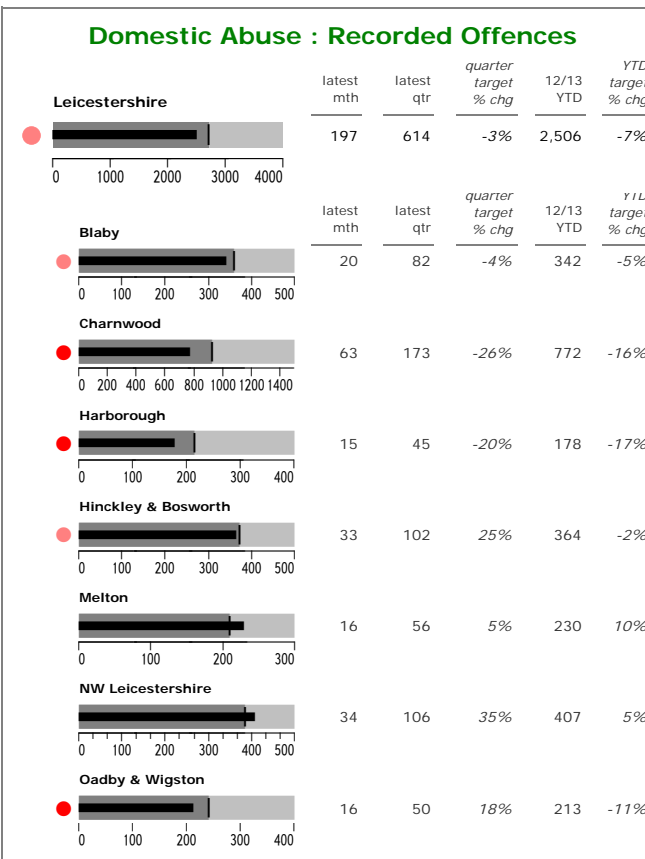 Domestic Abuse : Recorded Offences
latest mth latest qtr quarter target % chg 12/13 YTD YTD target % chg
Leicestershire
197 614 -3% 2,506 -7%
0 1000 2000 3000 4000
latest mth latest qtr quarter target % chg 12/13 YTD YTD target % chg
Blaby
20 82 -4% 342 -5%
0 100 200 300 400 500
Charnwood
63 173 -26% 772 -16%
0 200 400 600 800 1000 1200 1400
Harborough
15 45 -20% 178 -17%
0 100 200 300 400
Hinckley & Bosworth
33 102 25% 364 -2%
0 100 200 300 400 500
Melton
16 56 5% 230 10%
0 100 200 300
NW Leicestershire
34 106 35% 407 5%
0 100 200 300 400 500
Oadby & Wigston
16 50 18% 213 -11%
0 100 200 300 400